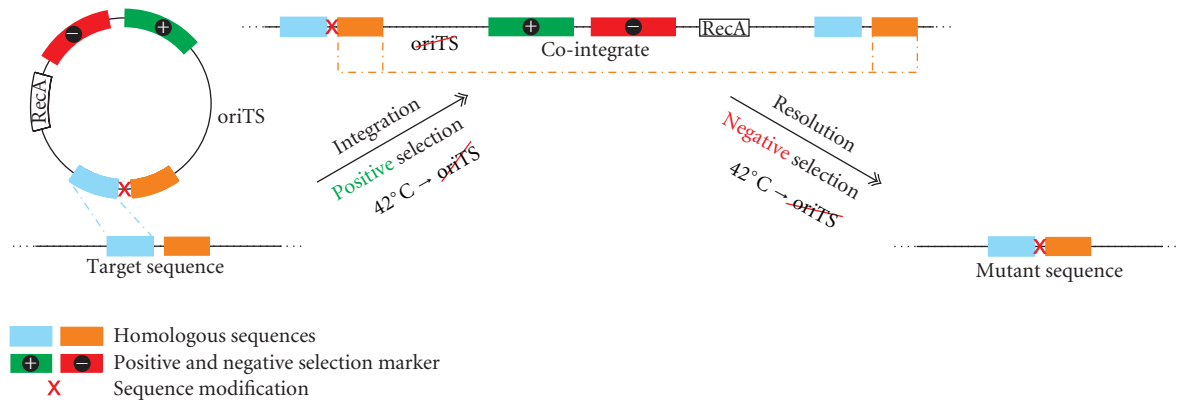 − +
RecA
oriTS
+ − RecA
oriTS
Co-integrate
Integration
Positive selection
42°C → oriTS
Resolution
Negative selection
42°C → oriTS
X
Target sequence
X
Mutant sequence
Homologous sequences
+ − Positive and negative selection marker
X Sequence modification